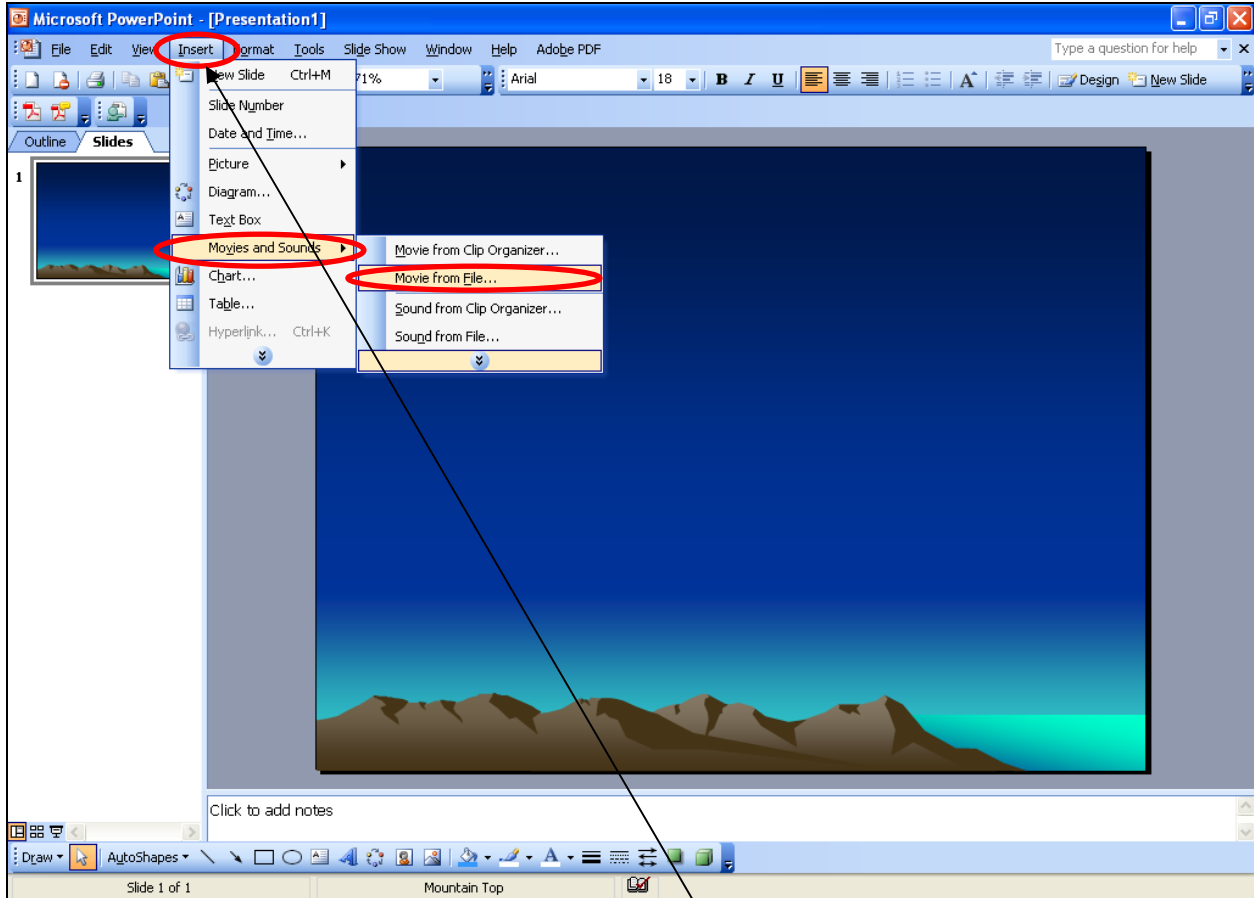 Microsoft PowerPoint - [Presentation1]
File Edit View Insert Format Tools Slide Show Window Help Adobe PDF Type a question for help
71% Arial 18 B I U A Design New Slide
Outline Slides
New Slide Ctrl+M
Slide Number
Date and Time...
Picture
Diagram...
Text Box
Movies and Sounds
Chart...
Table...
Hyperlink... Ctrl+K
Movie from Clip Organizer...
Movie from File...
Sound from Clip Organizer...
Sound from File...
1
Click to add notes
Draw AutoShapes A A
Slide 1 of 1 Mountain Top